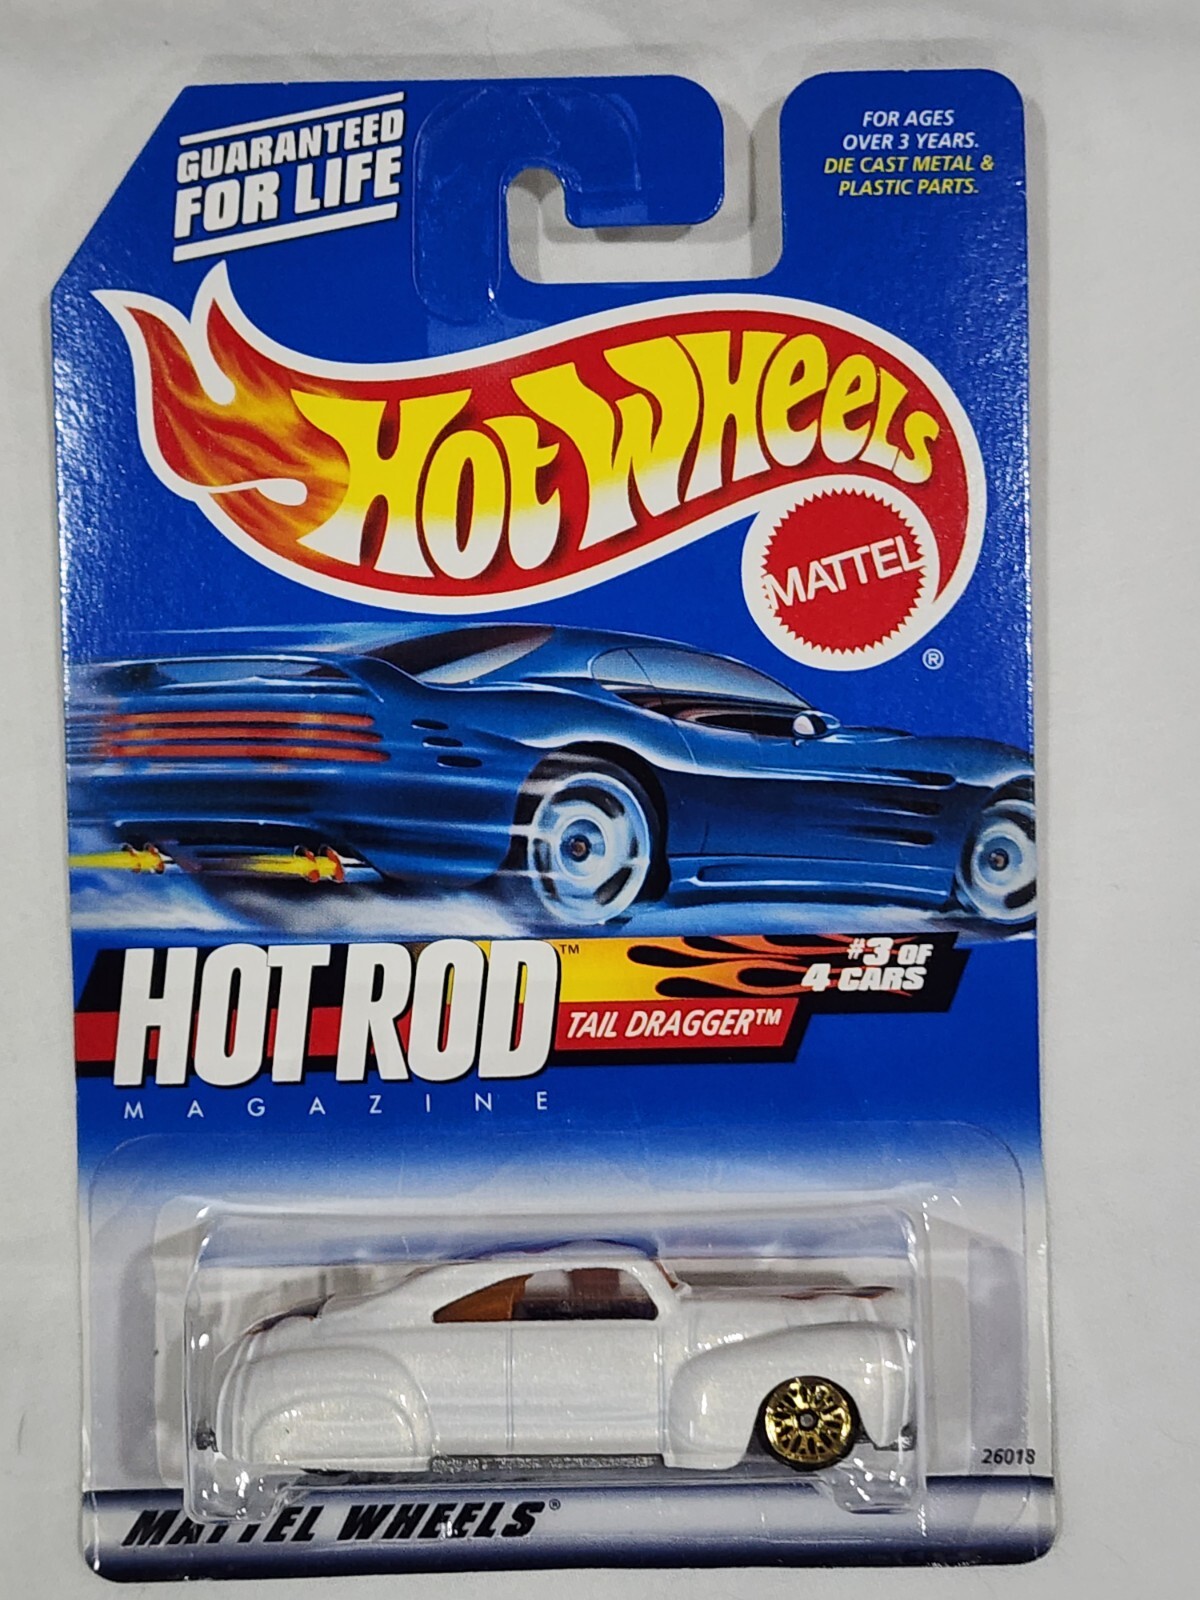 GUARANTEED
FOR LIFE
FOR AGES
OVER 3 YEARS.
DIE CAST METAL &
PLASTIC PARTS.
HOT WHEELS
MATTEL
®
HOT ROD™
MAGAZINE
TAIL DRAGGER™
#3 OF
4 CARS
26018
MATTEL WHEELS®